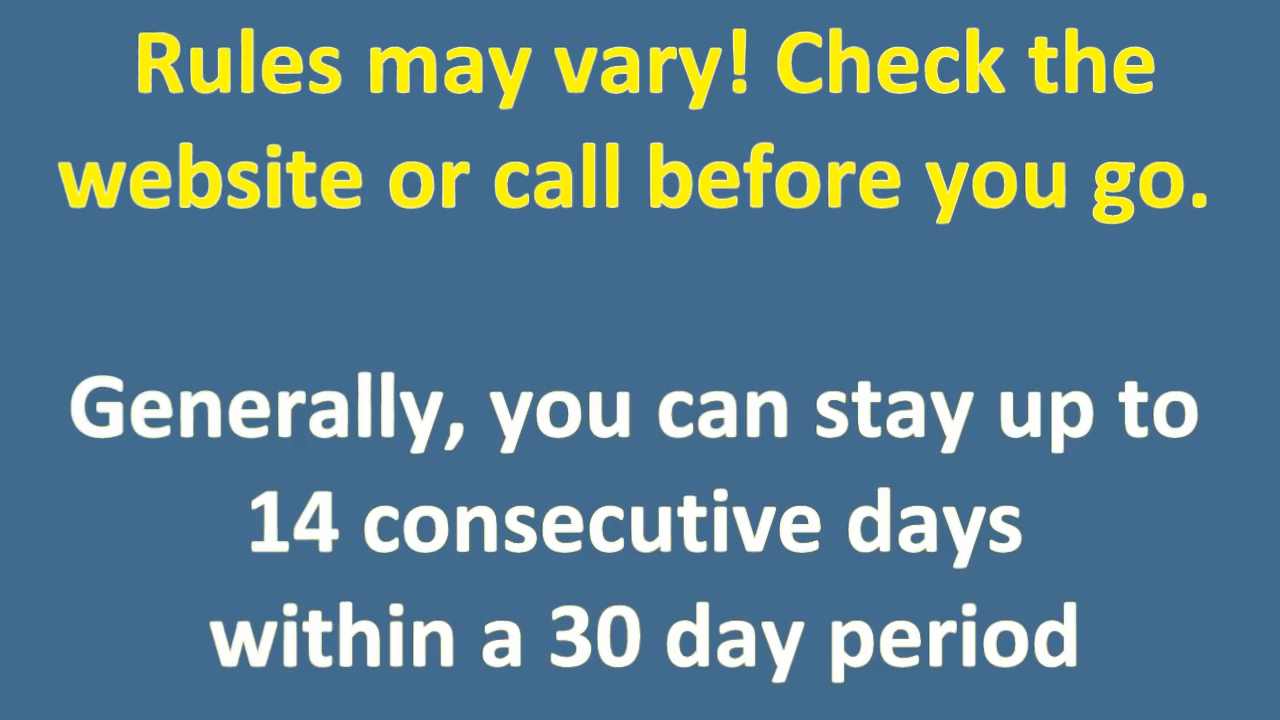 Rules may vary! Check the
website or call before you go.
Generally, you can stay up to
14 consecutive days
within a 30 day period